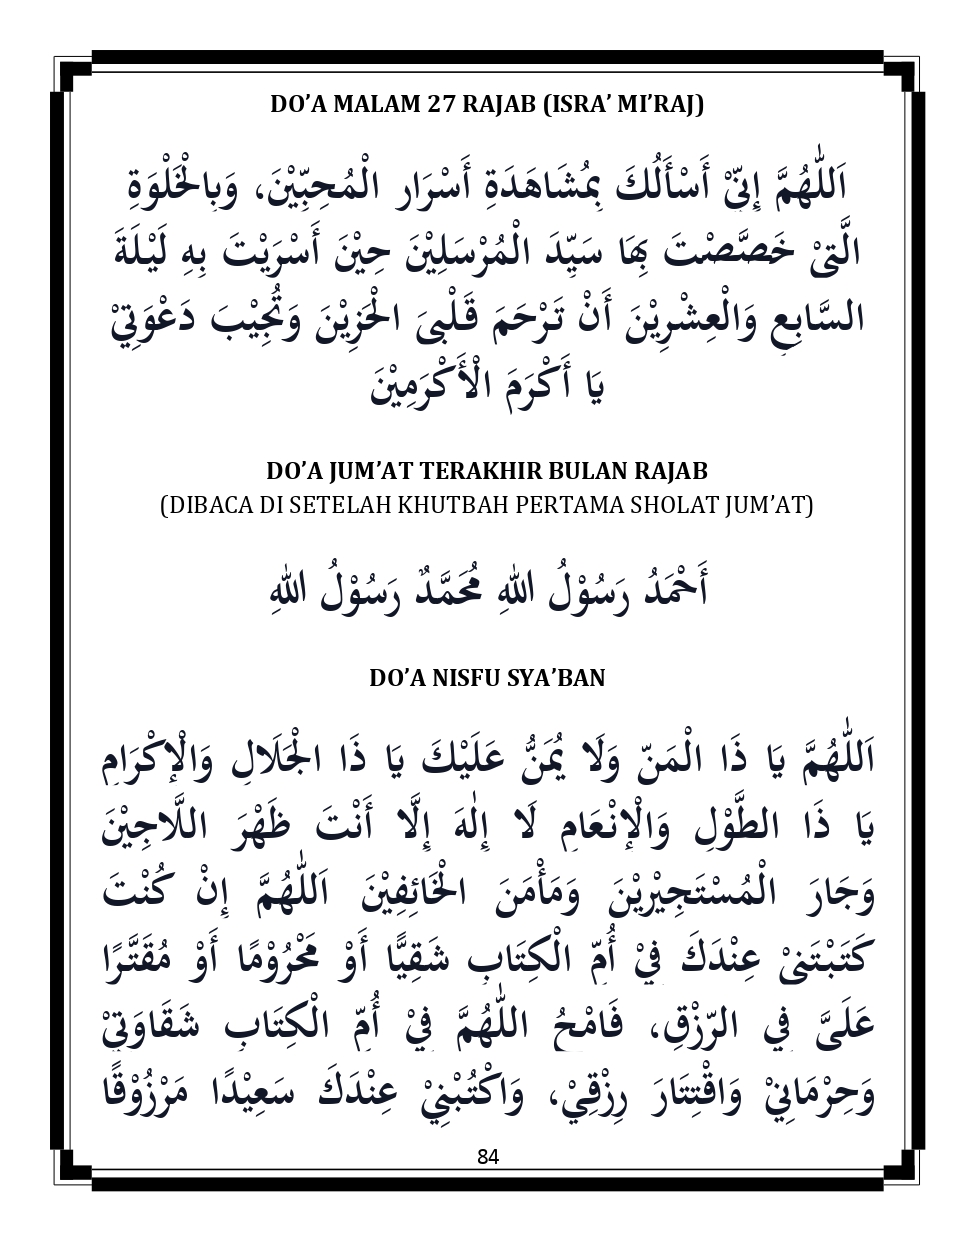 DO’A MALAM 27 RAJAB (ISRA’ MI’RAJ)
اَللّٰهُمَّ إِنِّيْ أَسْأَلُكَ بِمُشَاهَدَةِ أَسْرَارِ الْمُحِبِّيْنَ، وَبِالْخَلْوَةِ
الَّتِيْ خَصَّصْتَ بِهَا سَيِّدَ الْمُرْسَلِيْنَ حِيْنَ أَسْرَيْتَ بِهِ لَيْلَةَ
السَّابِعِ وَالْعِشْرِيْنَ أَنْ تَرْحَمَ قَلْبِيَ الْحَزِيْنَ وَتُجِيْبَ دَعْوَتِيْ
يَا أَكْرَمَ الْأَكْرَمِيْنَ
DO’A JUM’AT TERAKHIR BULAN RAJAB
(DIBACA DI SETELAH KHUTBAH PERTAMA SHOLAT JUM’AT)
أَحْمَدُ رَسُوْلُ اللهِ مُحَمَّدٌ رَسُوْلُ اللهِ
DO’A NISFU SYA’BAN
اَللّٰهُمَّ يَا ذَا الْمَنِّ وَلَا يُمَنُّ عَلَيْكَ يَا ذَا الْجَلَالِ وَالْإِكْرَامِ
يَا ذَا الطَّوْلِ وَالْإِنْعَامِ لَا إِلٰهَ إِلَّا أَنْتَ ظَهْرَ اللَّاجِيْنَ
وَجَارَ الْمُسْتَجِيْرِيْنَ وَمَأْمَنَ الْخَائِفِيْنَ اَللّٰهُمَّ إِنْ كُنْتَ
كَتَبْتَنِيْ عِنْدَكَ فِيْ أُمِّ الْكِتَابِ شَقِيًّا أَوْ مَحْرُوْمًا أَوْ مُقَتَّرًا
عَلَىَّ فِي الرِّزْقِ، فَامْحُ اللّٰهُمَّ فِيْ أُمِّ الْكِتَابِ شَقَاوَتِيْ
وَحِرْمَانِيْ وَاقْتِتَارَ رِزْقِيْ، وَاكْتُبْنِيْ عِنْدَكَ سَعِيْدًا مَرْزُوْقًا
84